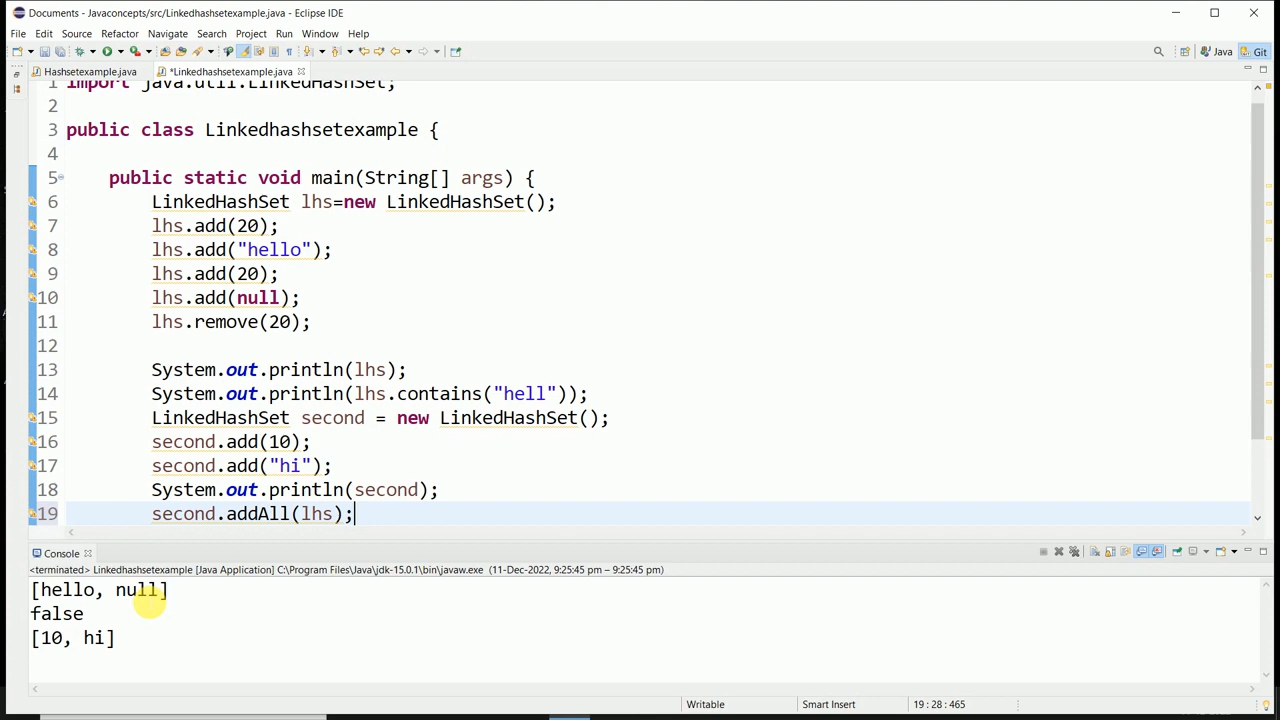 Documents - Javaconcepts/src/Linkedhashsetexample.java - Eclipse IDE
File Edit Source Refactor Navigate Search Project Run Window Help
Java Git
Hashsetexample.java *Linkedhashsetexample.java
1 import java.util.LinkedHashSet;
2
3 public class Linkedhashsetexample {
4
5 public static void main(String[] args) {
6 LinkedHashSet lhs=new LinkedHashSet();
7 lhs.add(20);
8 lhs.add("hello");
9 lhs.add(20);
10 lhs.add(null);
11 lhs.remove(20);
12
13 System.out.println(lhs);
14 System.out.println(lhs.contains("hell"));
15 LinkedHashSet second = new LinkedHashSet();
16 second.add(10);
17 second.add("hi");
18 System.out.println(second);
19 second.addAll(lhs);
Console
<terminated> Linkedhashsetexample [Java Application] C:\Program Files\Java\jdk-15.0.1\bin\javaw.exe (11-Dec-2022, 9:25:45 pm – 9:25:45 pm)
[hello, null]
false
[10, hi]
Writable Smart Insert 19 : 28 : 465